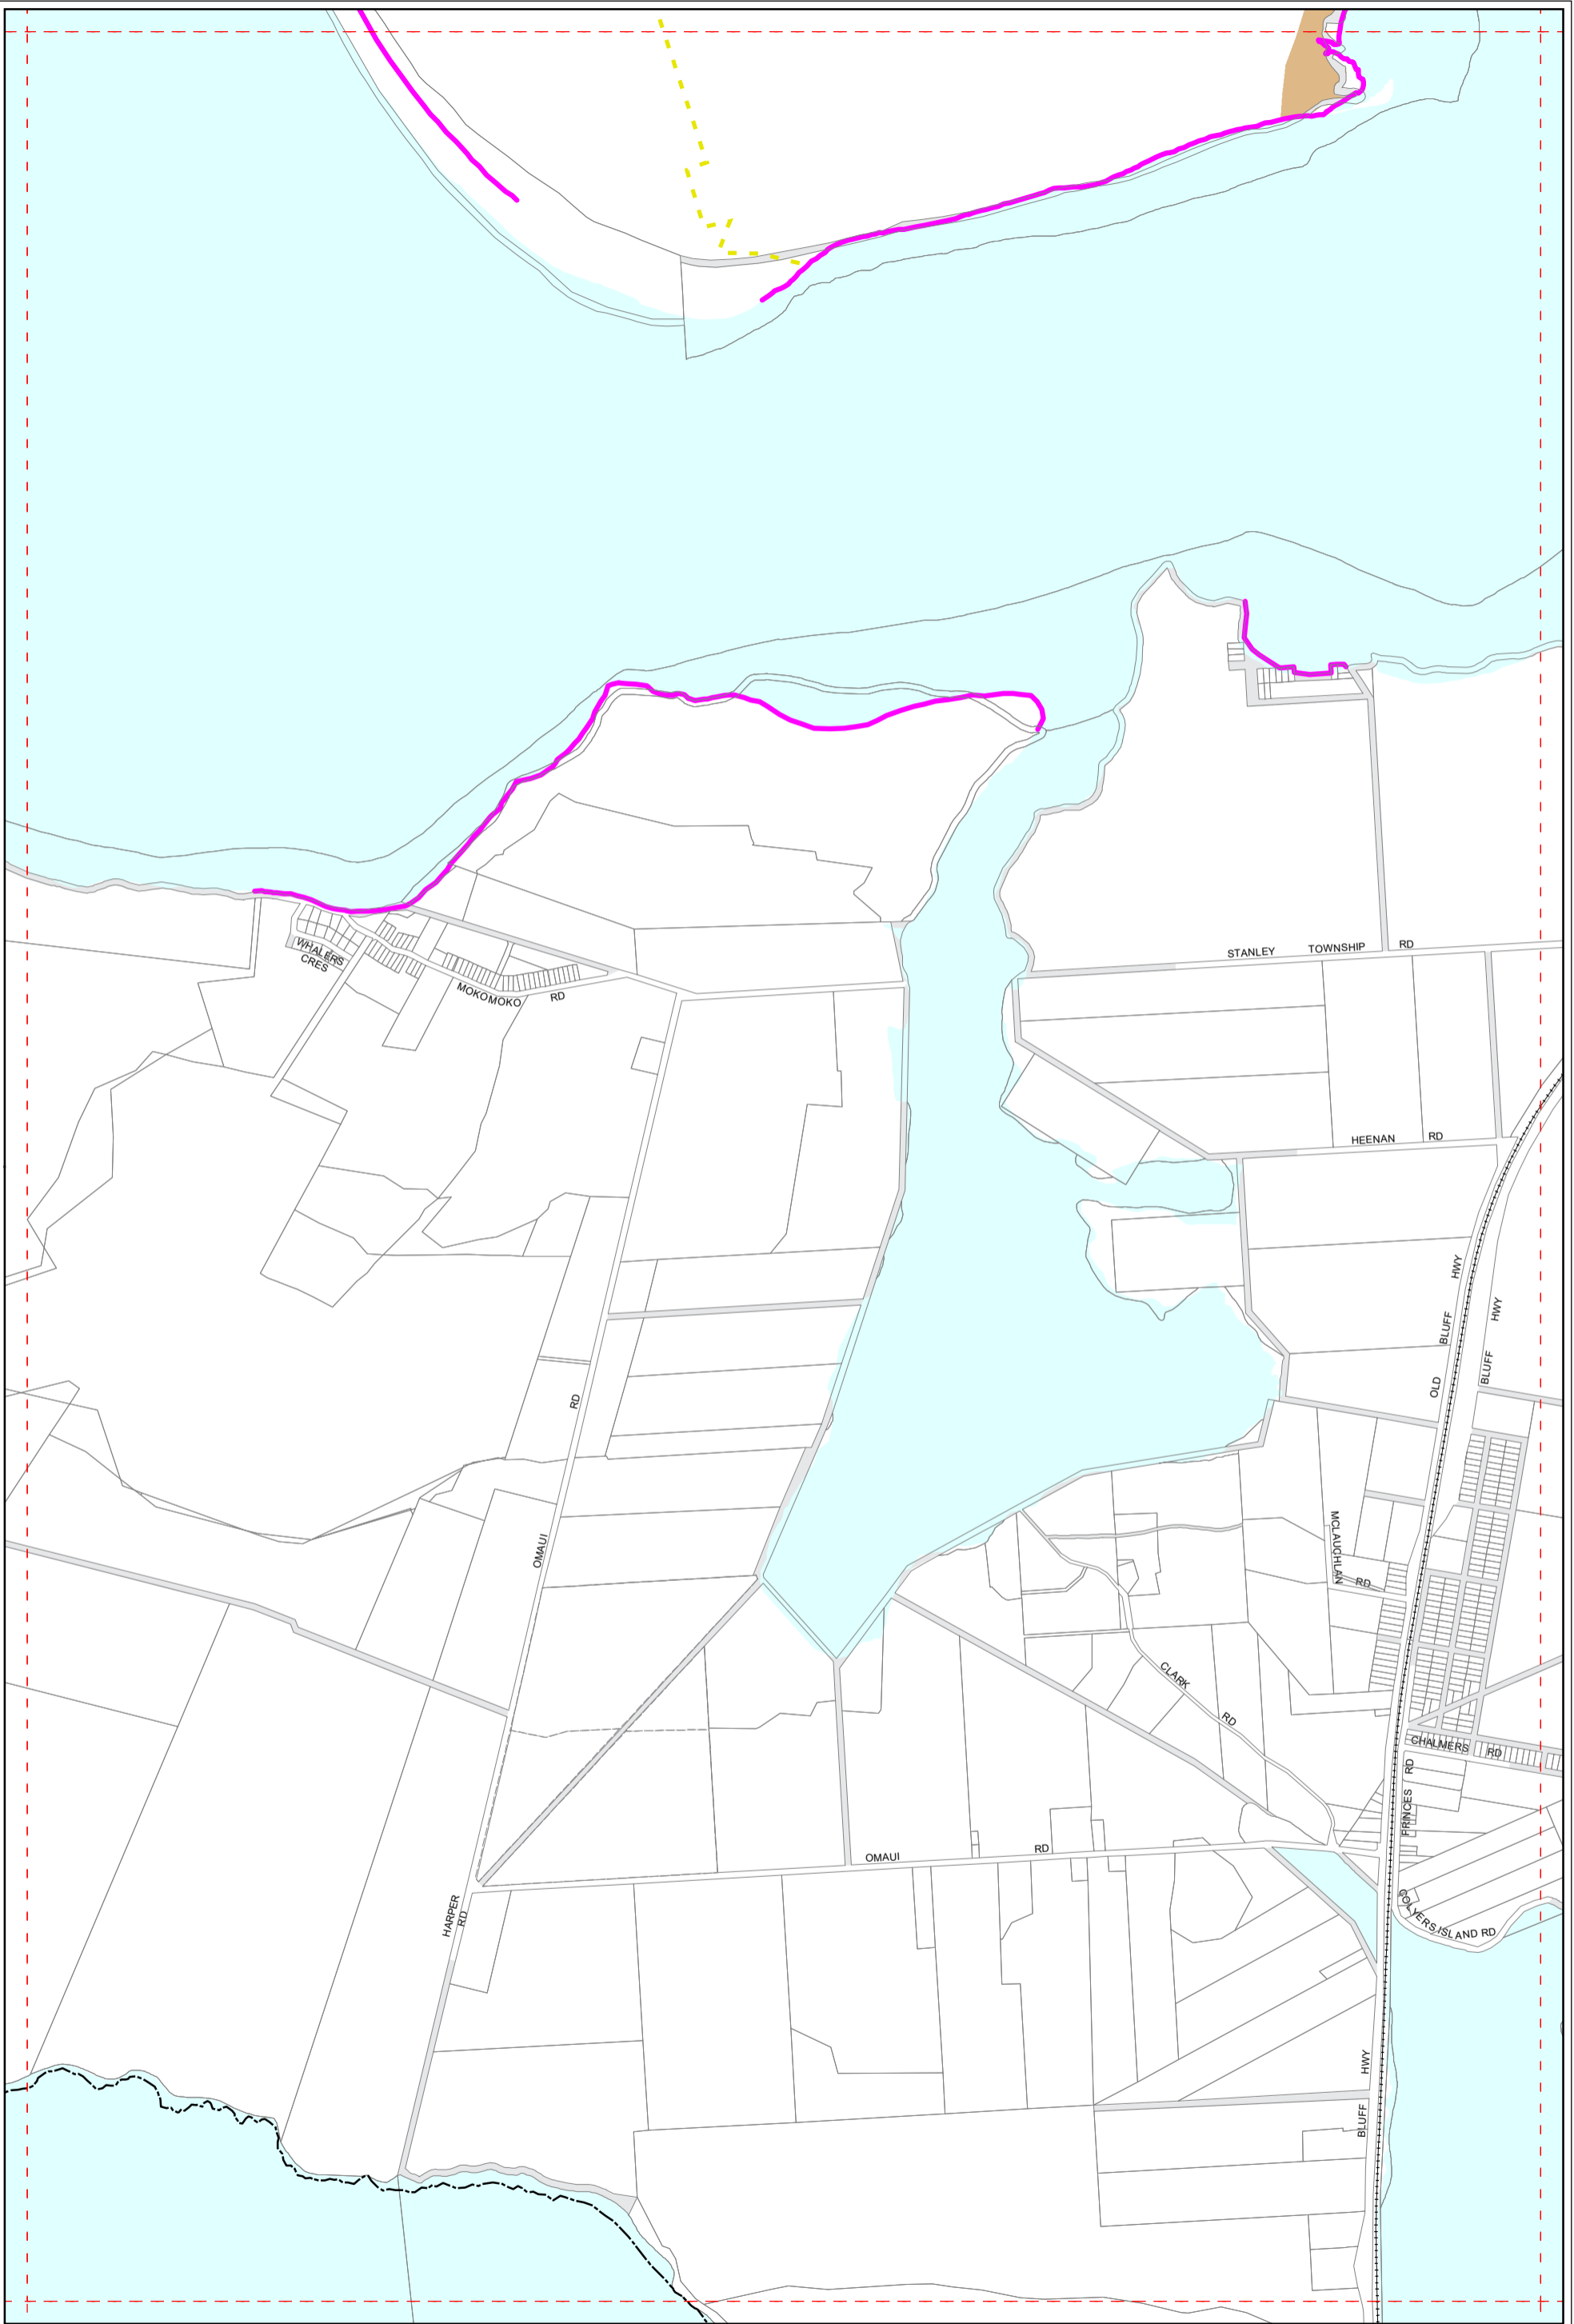 STANLEY TOWNSHIP RD
WHALERS
CRES
MOKOMOKO RD
HEENAN RD
OLD BLUFF HWY
BLUFF HWY
RD
OMAUI
MCLAUGHLAN
RD
CLARK RD
CHALMERS RD
PRINCES RD
OMAUI RD
HARPER
RD
COLYERS ISLAND RD
BLUFF HWY